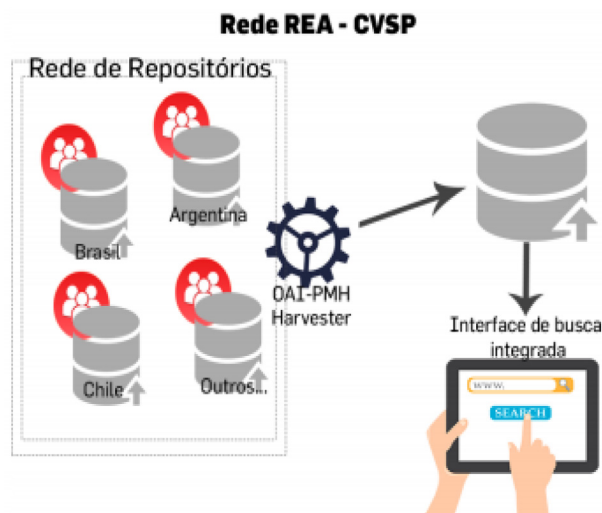 Rede REA - CVSP
Rede de Repositórios
Argentina
Brasil
OAI-PMH
Harvester
Chile
Outros...
Interface de busca
integrada
www.
SEARCH